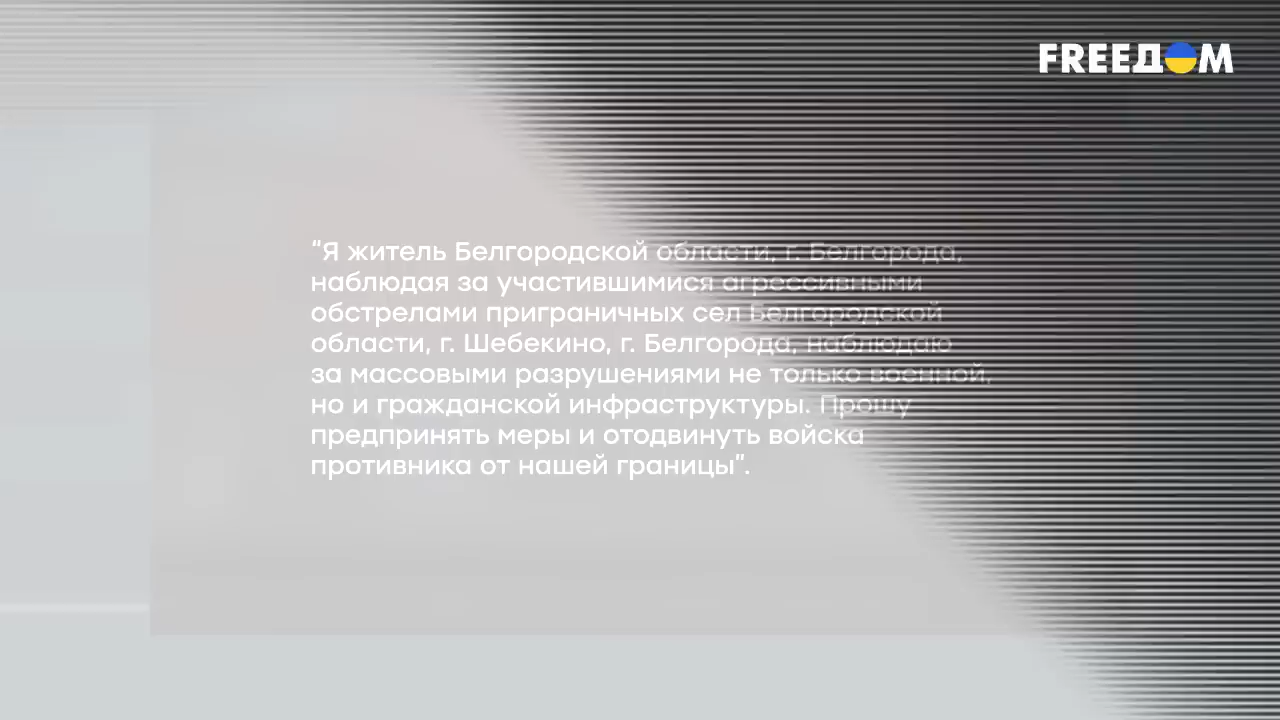 FREEДOM
“Я житель Белгородской области, г. Белгорода,
наблюдая за участившимися агрессивными
обстрелами приграничных сел Белгородской
области, г. Шебекино, г. Белгорода, наблюдаю
за массовыми разрушениями не только военной,
но и гражданской инфраструктуры. Прошу
предпринять меры и отодвинуть войска
противника от нашей границы”.